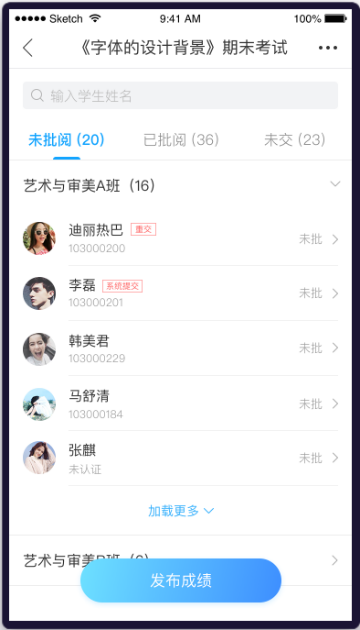 Sketch 9:41 AM 100%
《字体的设计背景》期末考试
输入学生姓名
未批阅 (20) 已批阅 (36) 未交 (23)
艺术与审美A班（16）
迪丽热巴 重交
103000200 未批
李磊 系统提交
103000201 未批
韩美君
103000229 未批
马舒清
103000184 未批
张麒
未认证 未批
加载更多
艺术与审美
发布成绩